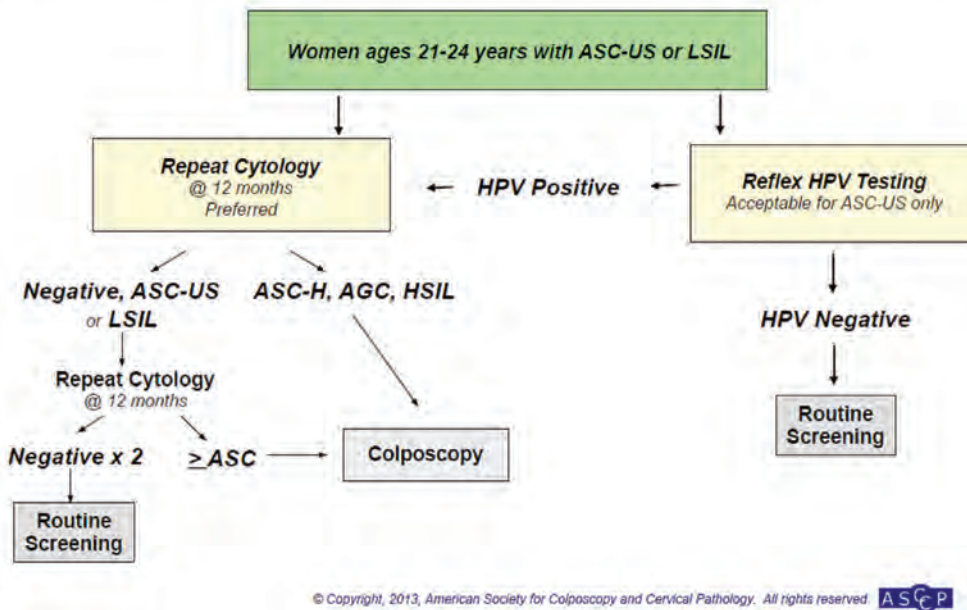 Women ages 21-24 years with ASC-US or LSIL
Repeat Cytology
@ 12 months
Preferred
HPV Positive
Reflex HPV Testing
Acceptable for ASC-US only
Negative, ASC-US
or LSIL
ASC-H, AGC, HSIL
HPV Negative
Repeat Cytology
@ 12 months
Routine
Screening
Negative x 2
≥ ASC
Colposcopy
Routine
Screening
© Copyright, 2013, American Society for Colposcopy and Cervical Pathology. All rights reserved.
ASCCP